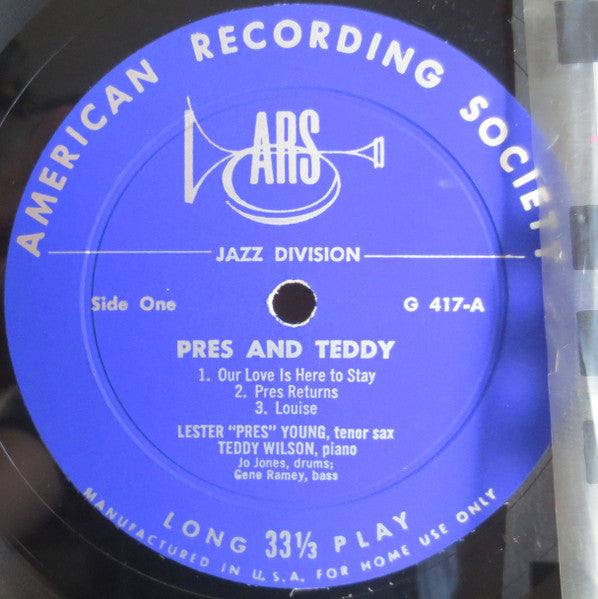 AMERICAN RECORDING SOCIETY
ARS
JAZZ DIVISION
Side One
G 417-A
PRES AND TEDDY
1. Our Love Is Here to Stay
2. Pres Returns
3. Louise
LESTER "PRES" YOUNG, tenor sax
TEDDY WILSON, piano
Jo Jones, drums;
Gene Ramey, bass
LONG 33⅓ PLAY
MANUFACTURED IN U.S.A. FOR HOME USE ONLY